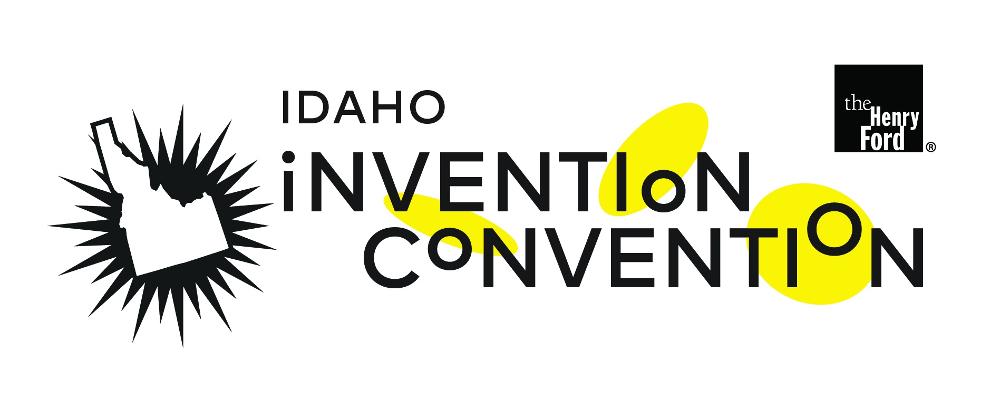 IDAHO
iNVENTIoN
CoNVENTION
the
Henry
Ford
®